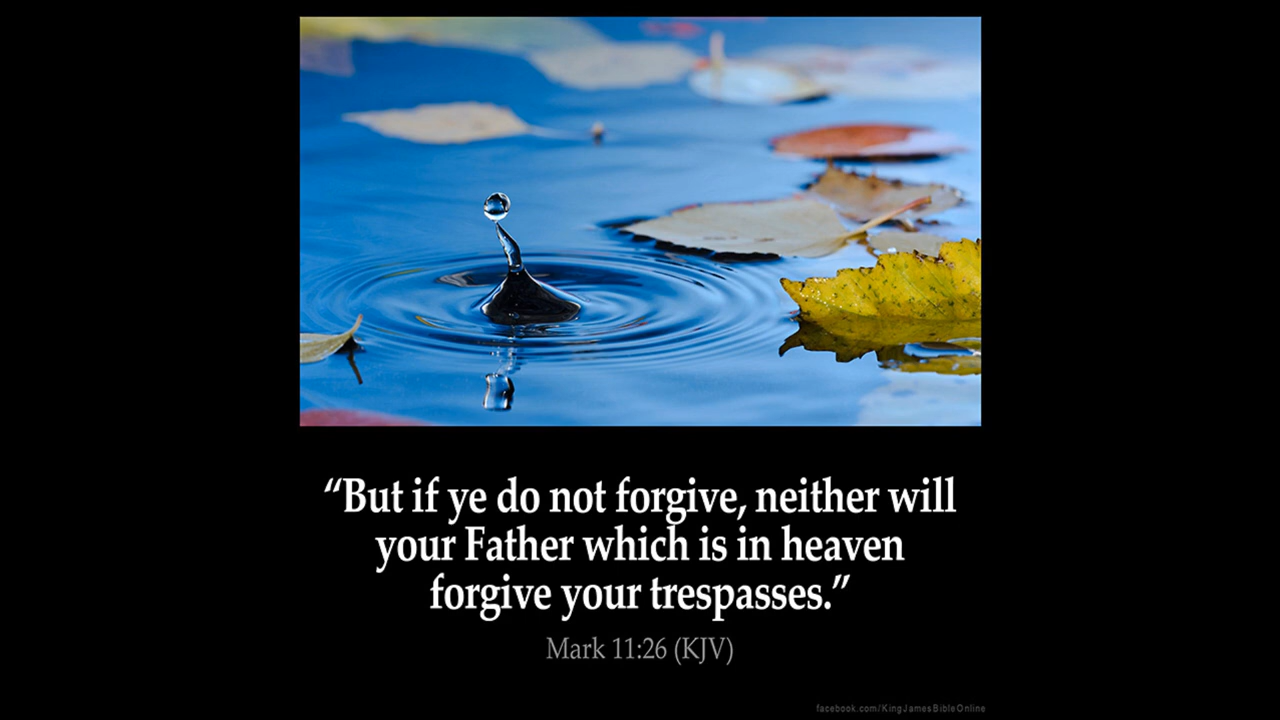 “But if ye do not forgive, neither will
your Father which is in heaven
forgive your trespasses.”
Mark 11:26 (KJV)
facebook.com/KingJamesBibleOnline